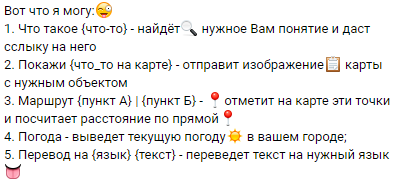 Вот что я могу:😜
1. Что такое {что-то} - найдёт🔍 нужное Вам понятие и даст
сслыку на него
2. Покажи {что_то на карте} - отправит изображение📋 карты
с нужным объектом
3. Маршрут {пункт А} | {пункт Б} - 📍отметит на карте эти точки
и посчитает расстояние по прямой📍
4. Погода - выведет текущую погоду☀ в вашем городе;
5. Перевод на {язык} {текст} - переведет текст на нужный язык
👅